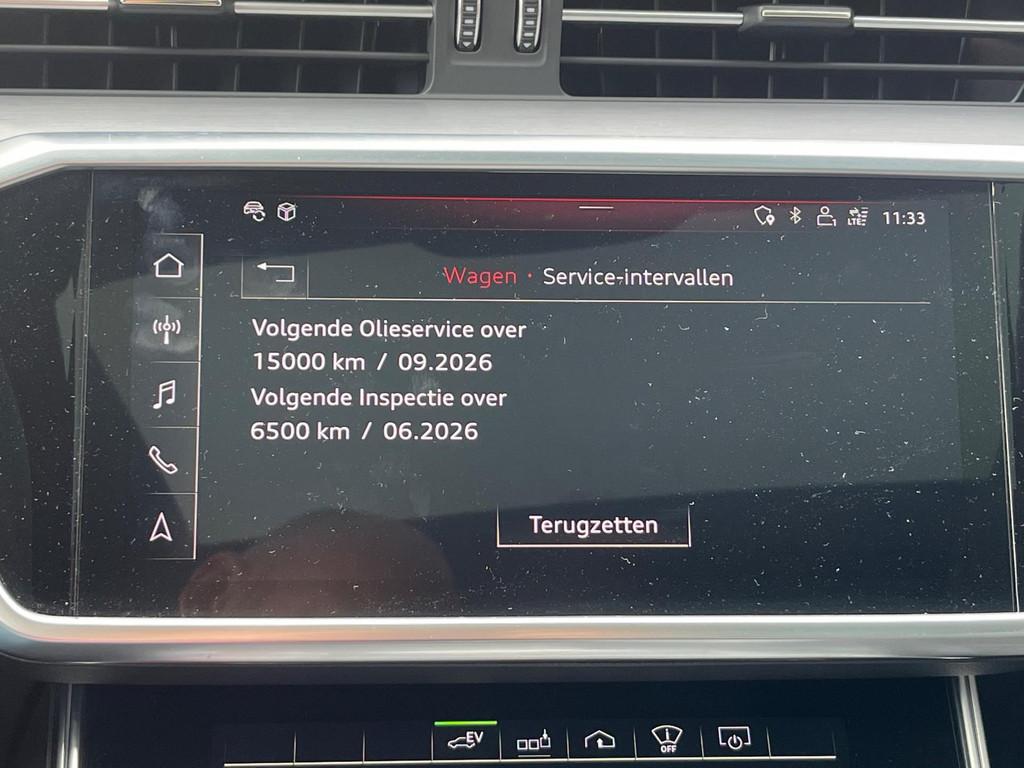 LTE 11:33
Wagen · Service-intervallen
Volgende Olieservice over
15000 km / 09.2026
Volgende Inspectie over
6500 km / 06.2026
Terugzetten
EV
OFF